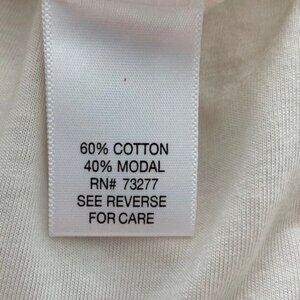 60% COTTON
40% MODAL
RN# 73277
SEE REVERSE
FOR CARE